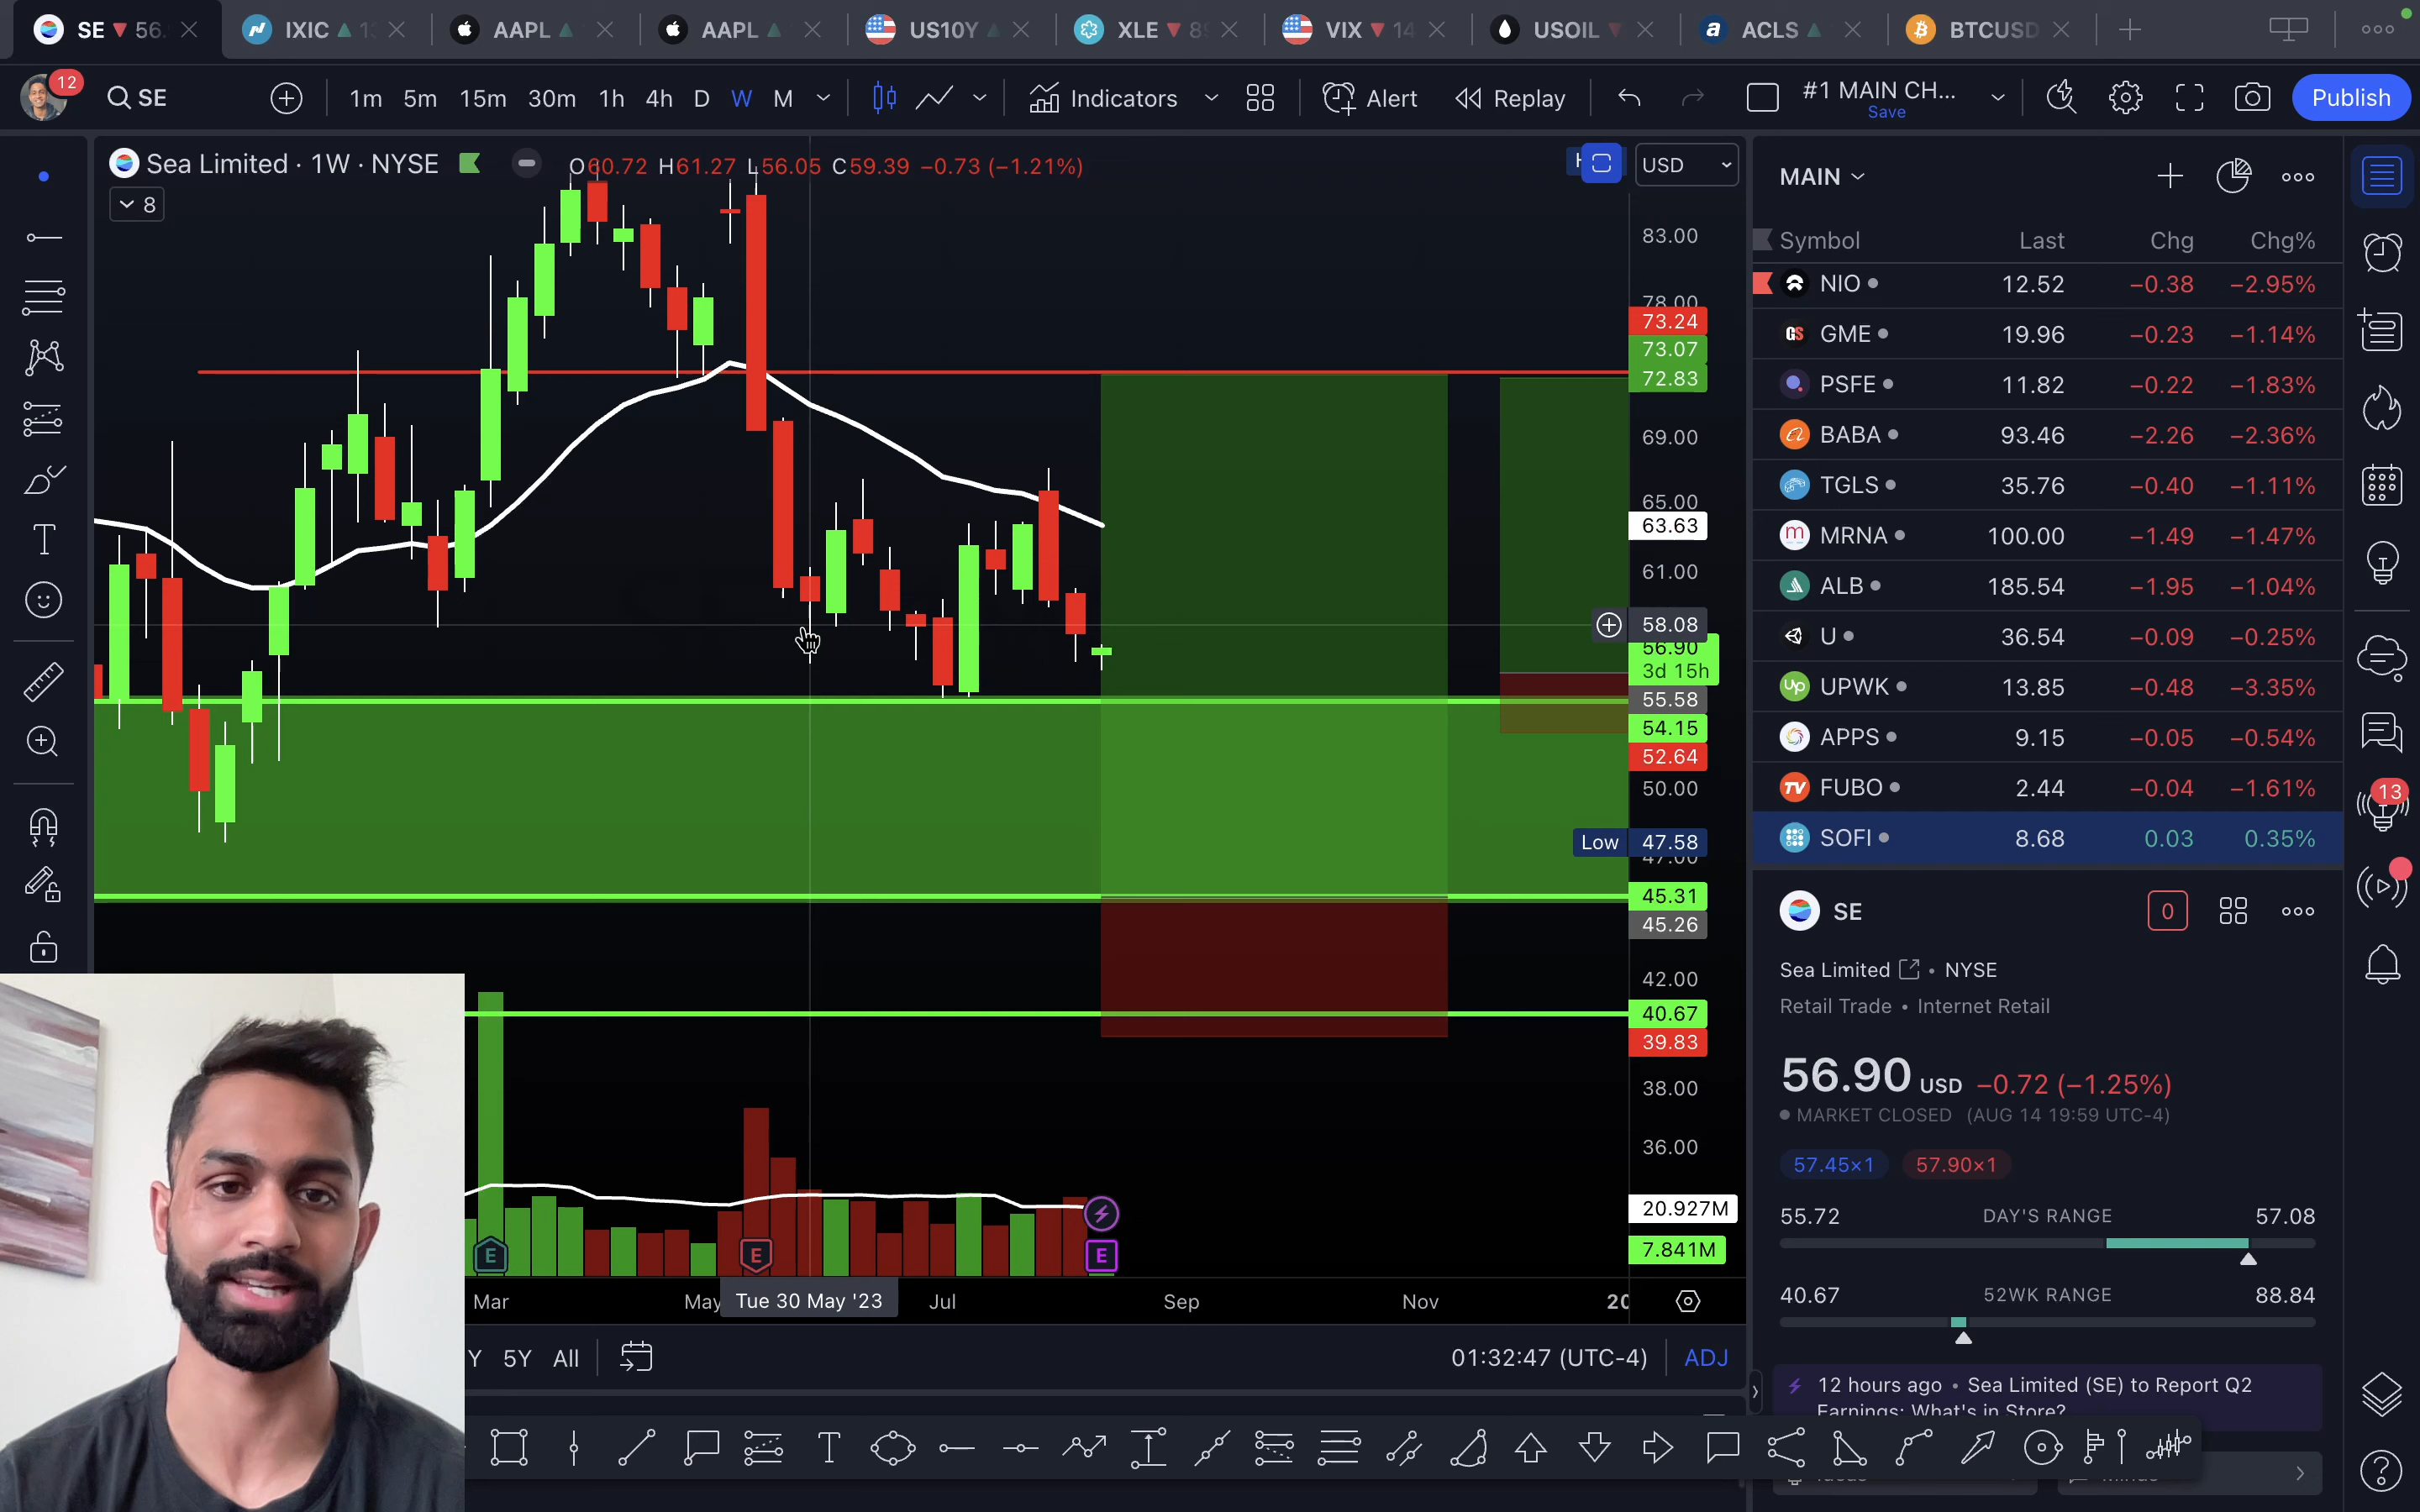 SE 56.
IXIC
AAPL
AAPL
US10Y
XLE
VIX 14
USOIL
ACLS
BTCUSD
12
SE
1m 5m 15m 30m 1h 4h D W M
Indicators
Alert
Replay
#1 MAIN CH...
Save
Publish
Sea Limited · 1W · NYSE
O60.72 H61.27 L56.05 C59.39 −0.73 (−1.21%)
8
USD
83.00
78.00
73.24
73.07
72.83
69.00
65.00
63.63
61.00
58.08
56.90
3d 15h
55.58
54.15
52.64
50.00
Low 47.58
47.00
45.31
45.26
42.00
40.67
39.83
38.00
36.00
20.927M
7.841M
E
E
E
Mar
May
Tue 30 May '23
Jul
Sep
Nov
20
Y 5Y All
01:32:47 (UTC-4)
ADJ
MAIN
Symbol Last Chg Chg%
NIO 12.52 −0.38 −2.95%
GME 19.96 −0.23 −1.14%
PSFE 11.82 −0.22 −1.83%
BABA 93.46 −2.26 −2.36%
TGLS 35.76 −0.40 −1.11%
MRNA 100.00 −1.49 −1.47%
ALB 185.54 −1.95 −1.04%
U 36.54 −0.09 −0.25%
UPWK 13.85 −0.48 −3.35%
APPS 9.15 −0.05 −0.54%
FUBO 2.44 −0.04 −1.61%
SOFI 8.68 0.03 0.35%
SE
0
Sea Limited • NYSE
Retail Trade • Internet Retail
56.90 USD −0.72 (−1.25%)
MARKET CLOSED (AUG 14 19:59 UTC-4)
57.45×1 57.90×1
55.72 DAY'S RANGE 57.08
40.67 52WK RANGE 88.84
12 hours ago • Sea Limited (SE) to Report Q2
Earnings: What's in Store?
13